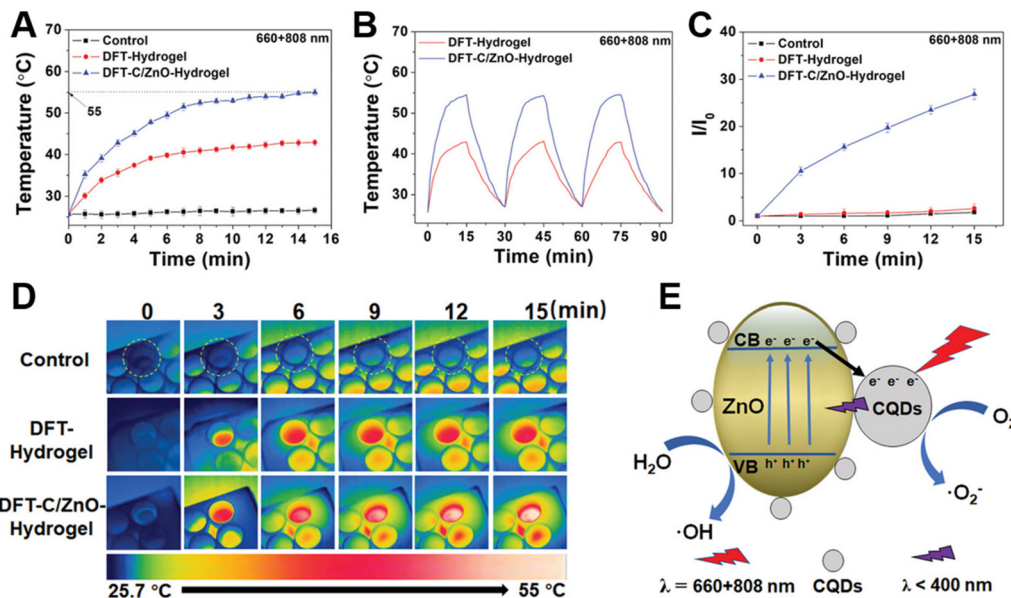 A
Control
DFT-Hydrogel
DFT-C/ZnO-Hydrogel
660+808 nm
Temperature (°C)
70
60
50
40
30
55
0 2 4 6 8 10 12 14 16
Time (min)
B
DFT-Hydrogel
DFT-C/ZnO-Hydrogel
660+808 nm
Temperature (°C)
70
60
50
40
30
0 15 30 45 60 75 90
Time (min)
C
Control
DFT-Hydrogel
DFT-C/ZnO-Hydrogel
660+808 nm
I/I0
40
30
20
10
0
0 3 6 9 12 15
Time (min)
D
0 3 6 9 12 15(min)
Control
DFT-
Hydrogel
DFT-C/ZnO-
Hydrogel
25.7 °C 55 °C
E
CB e- e- e-
e- e- e-
CQDs
ZnO
O2
H2O
VB h+ h+ h+
·O2-
·OH
λ = 660+808 nm
CQDs
λ < 400 nm